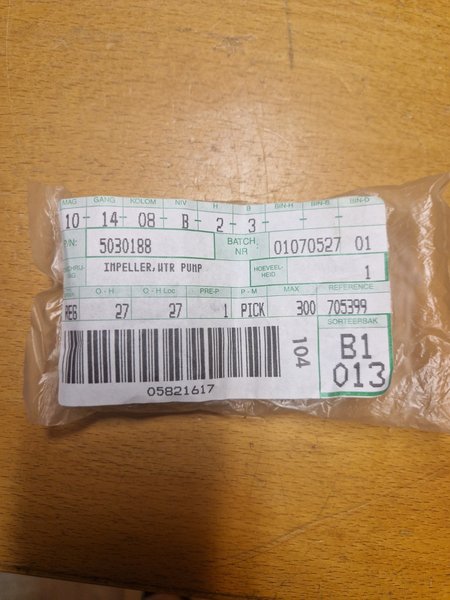 MAG GANG KOLOM NIV H B BIN-H BIN-B BIN-D
10 - 14 - 08 - B - 2 - 3 -
P/N: 5030188 BATCH, NR 01070527 01
IMPELLER,WTR PUMP HOEVEEL- HEID 1
Q - H Q - H Loc PRE-P P - M MAX REFERENCE
REG 27 27 1 PICK 300 705399
SORTEERBAK
104
B1
013
05821617